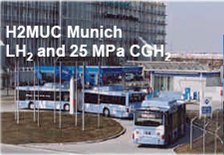 H2MUC Munich
LH₂ and 25 MPa CGH₂